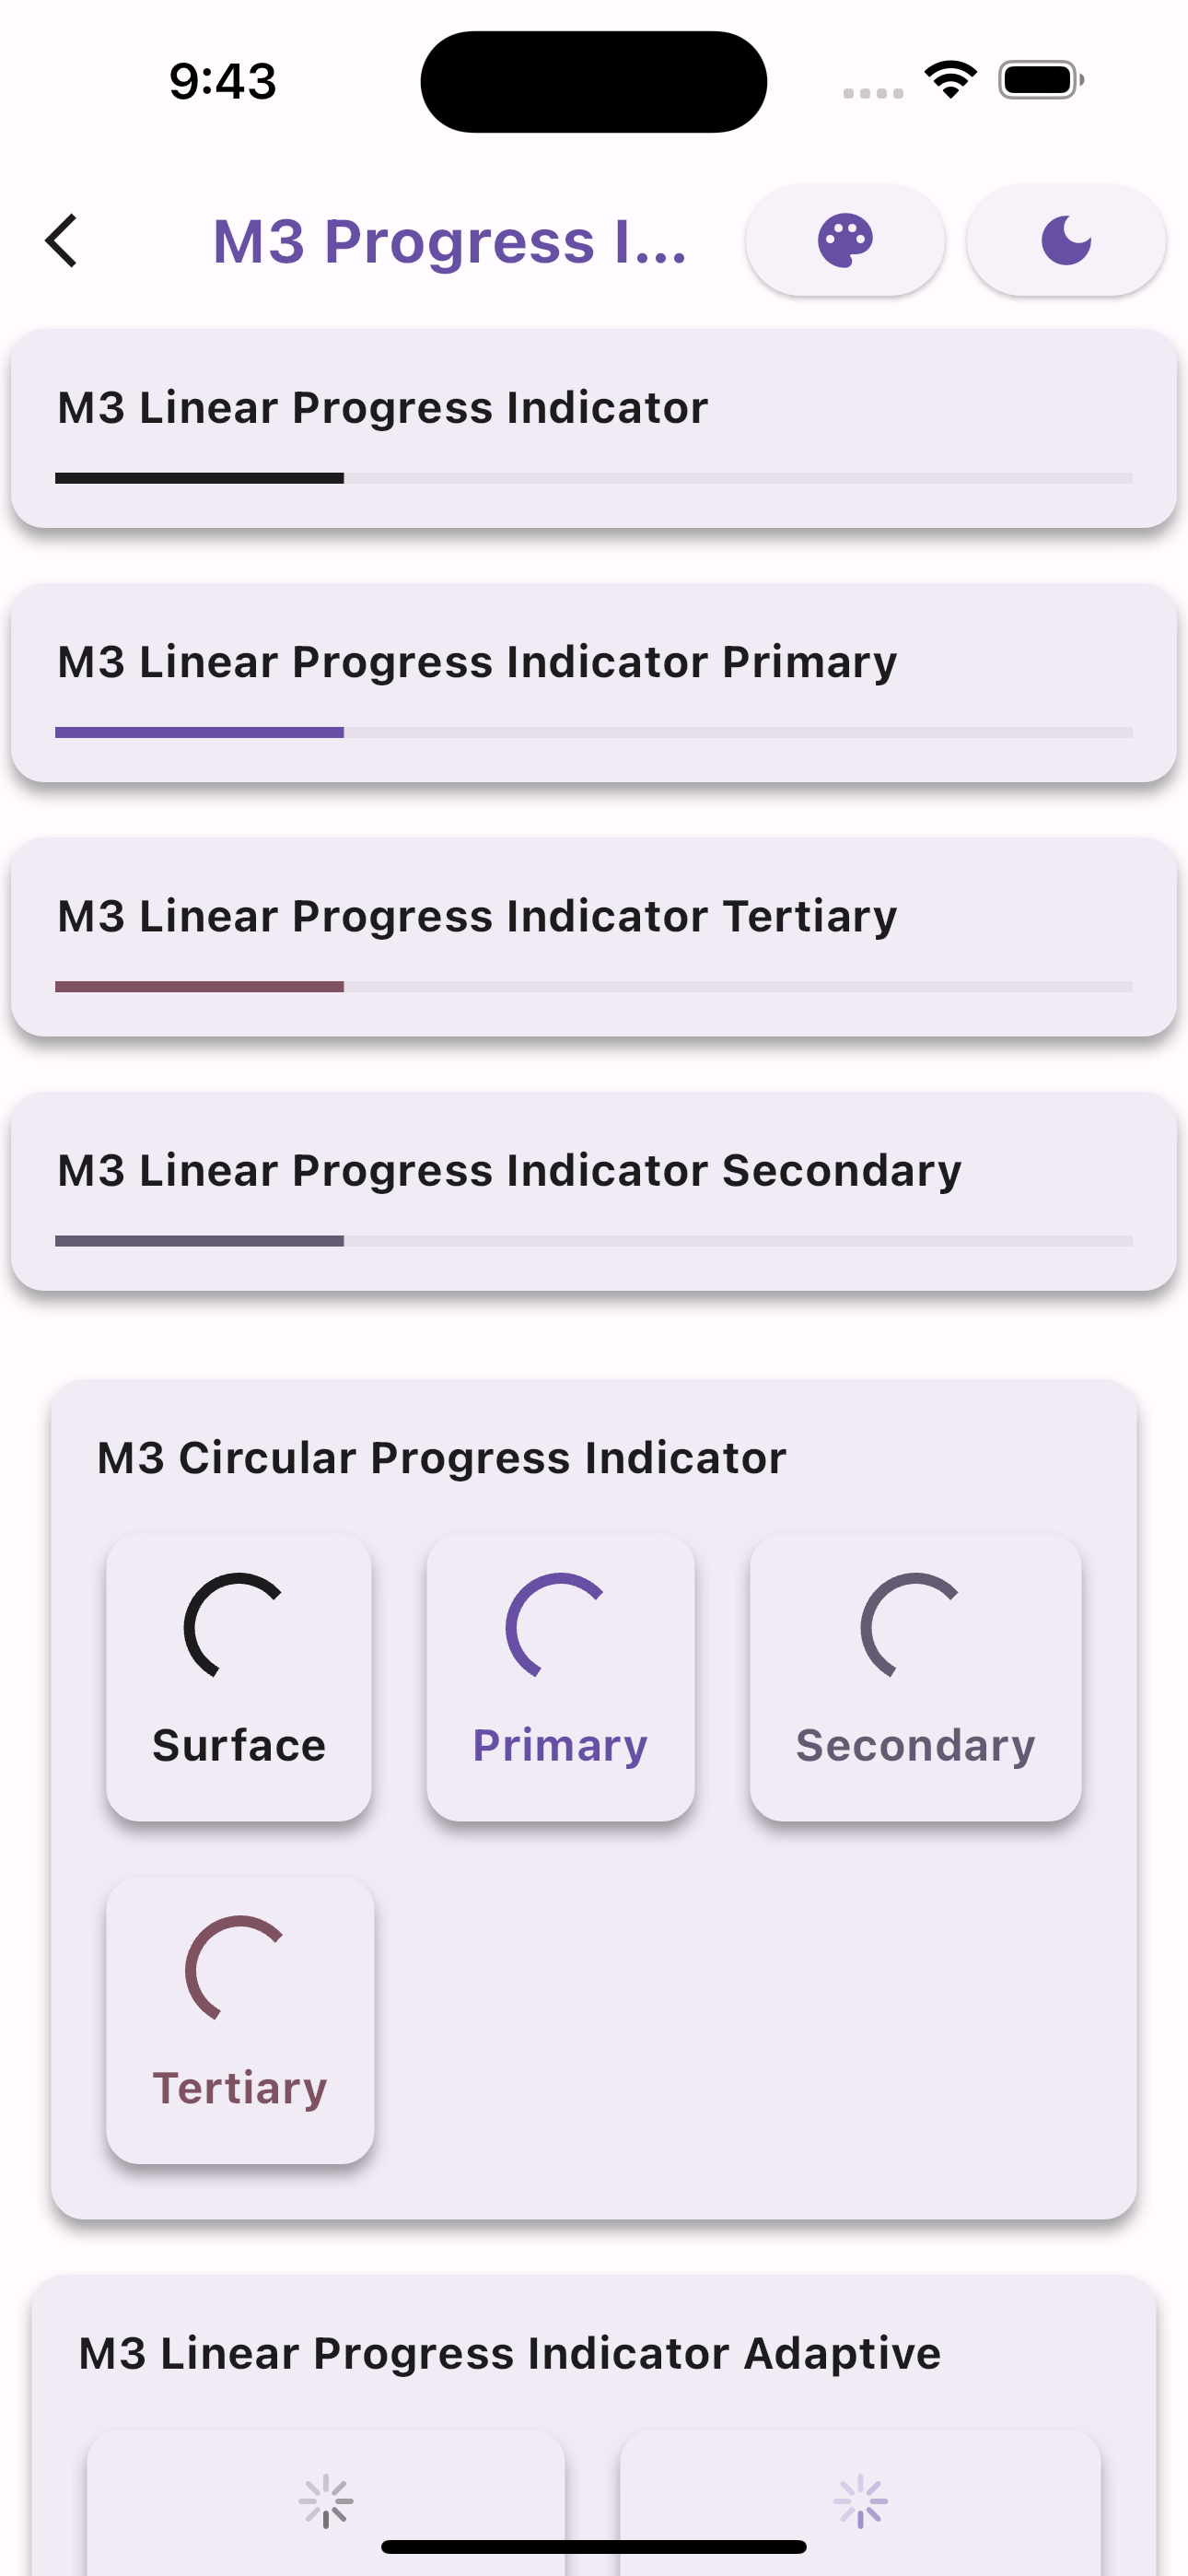 9:43
M3 Progress I...
M3 Linear Progress Indicator
M3 Linear Progress Indicator Primary
M3 Linear Progress Indicator Tertiary
M3 Linear Progress Indicator Secondary
M3 Circular Progress Indicator
Surface
Primary
Secondary
Tertiary
M3 Linear Progress Indicator Adaptive